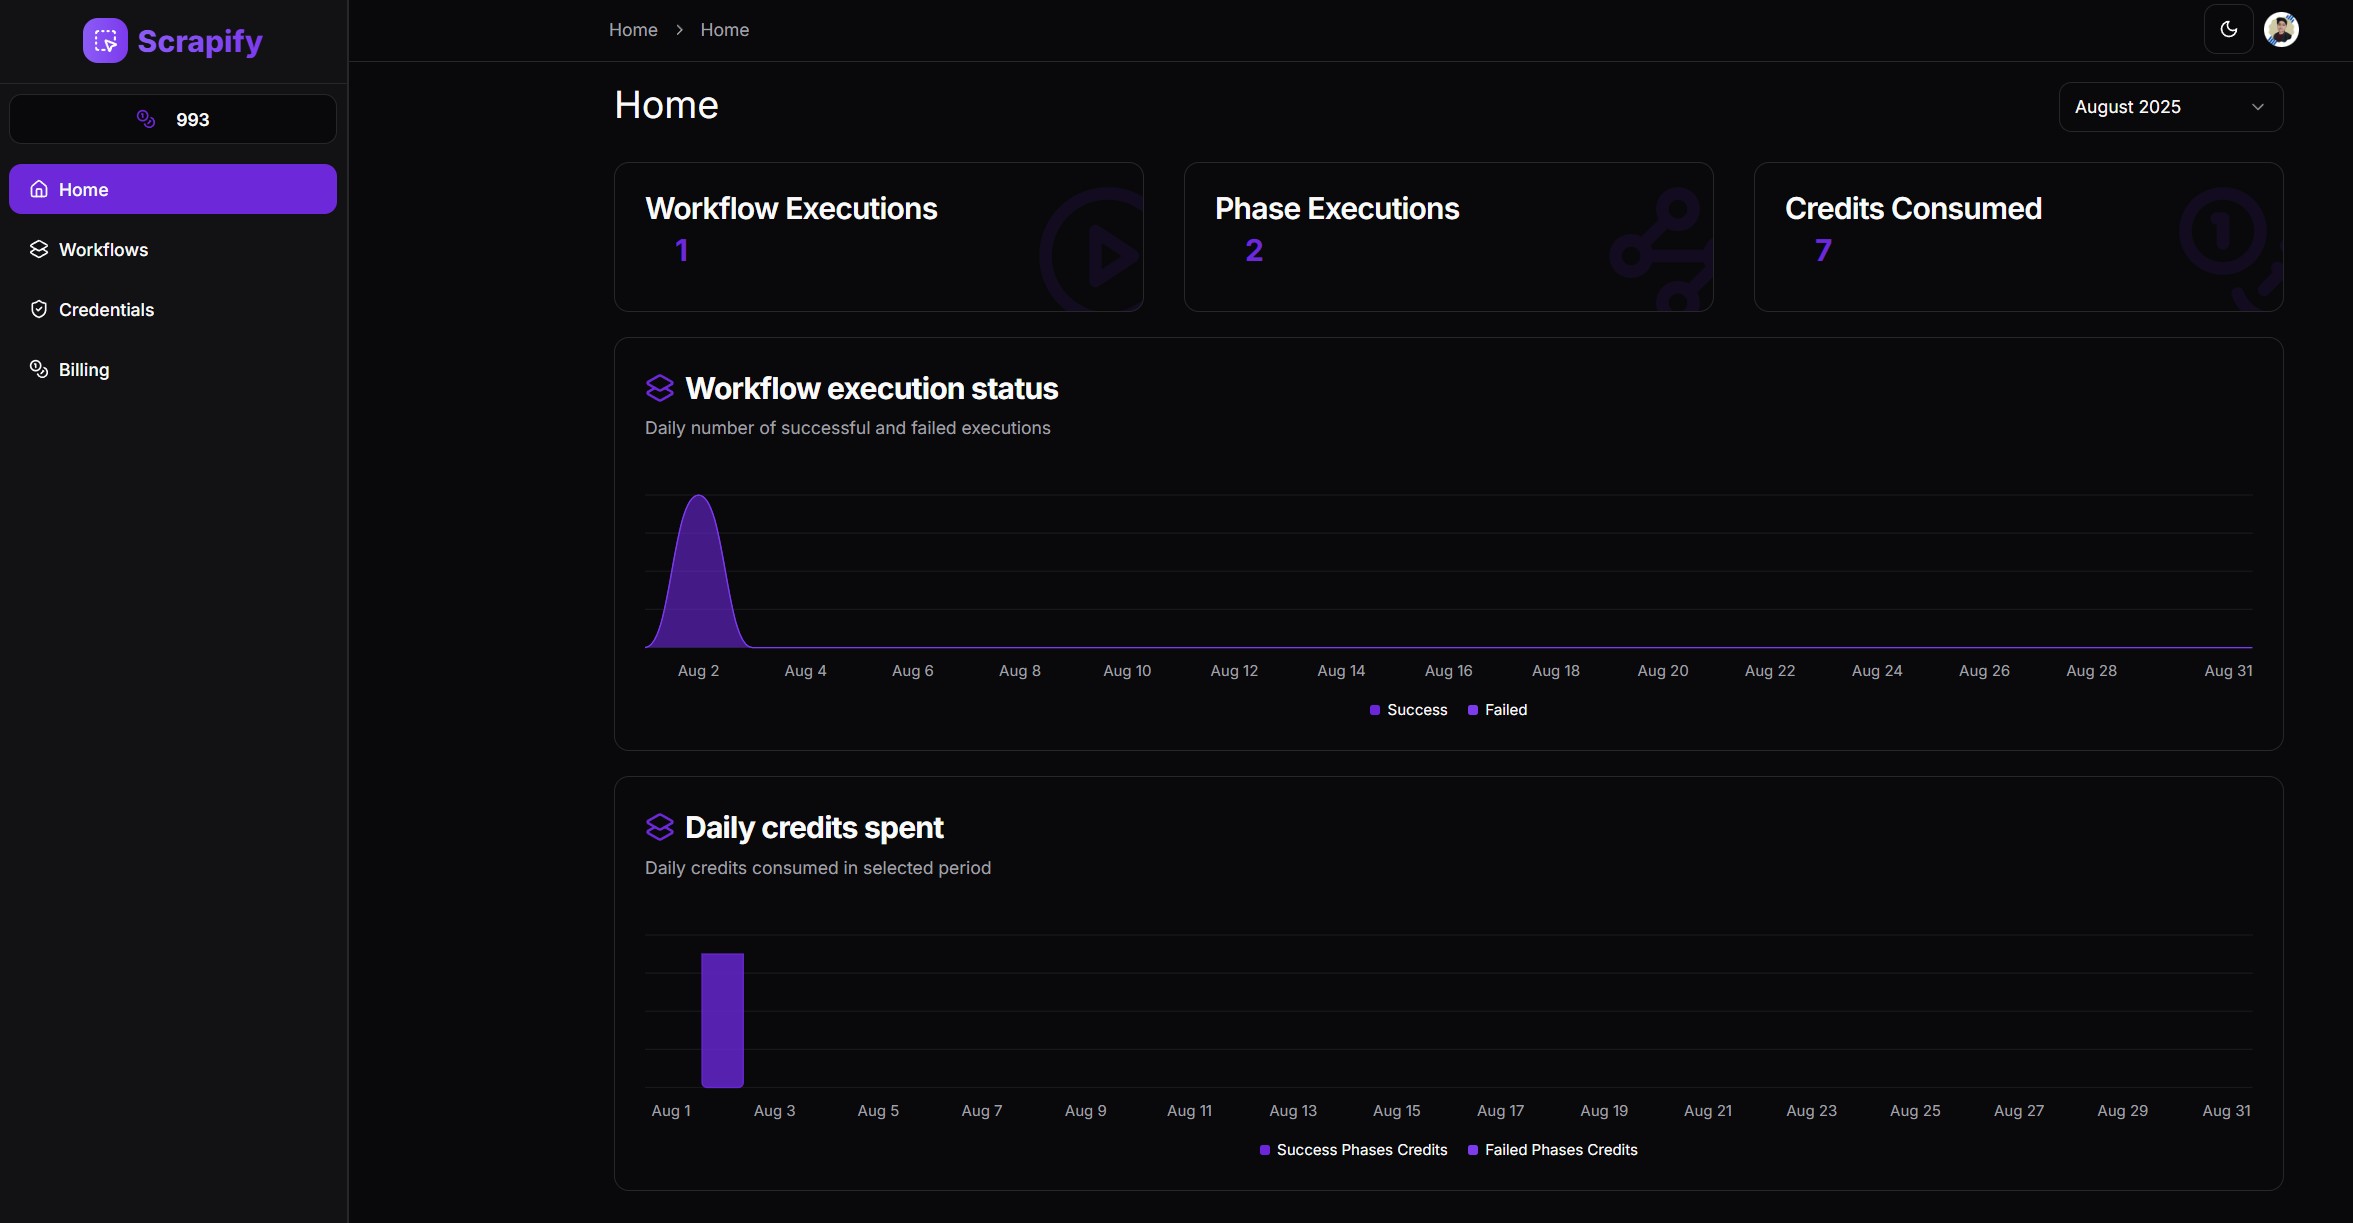 Scrapify
993
Home
Workflows
Credentials
Billing
Home > Home
Home
August 2025
Workflow Executions
1
Phase Executions
2
Credits Consumed
7
Workflow execution status
Daily number of successful and failed executions
Aug 2 Aug 4 Aug 6 Aug 8 Aug 10 Aug 12 Aug 14 Aug 16 Aug 18 Aug 20 Aug 22 Aug 24 Aug 26 Aug 28 Aug 31
Success Failed
Daily credits spent
Daily credits consumed in selected period
Aug 1 Aug 3 Aug 5 Aug 7 Aug 9 Aug 11 Aug 13 Aug 15 Aug 17 Aug 19 Aug 21 Aug 23 Aug 25 Aug 27 Aug 29 Aug 31
Success Phases Credits Failed Phases Credits